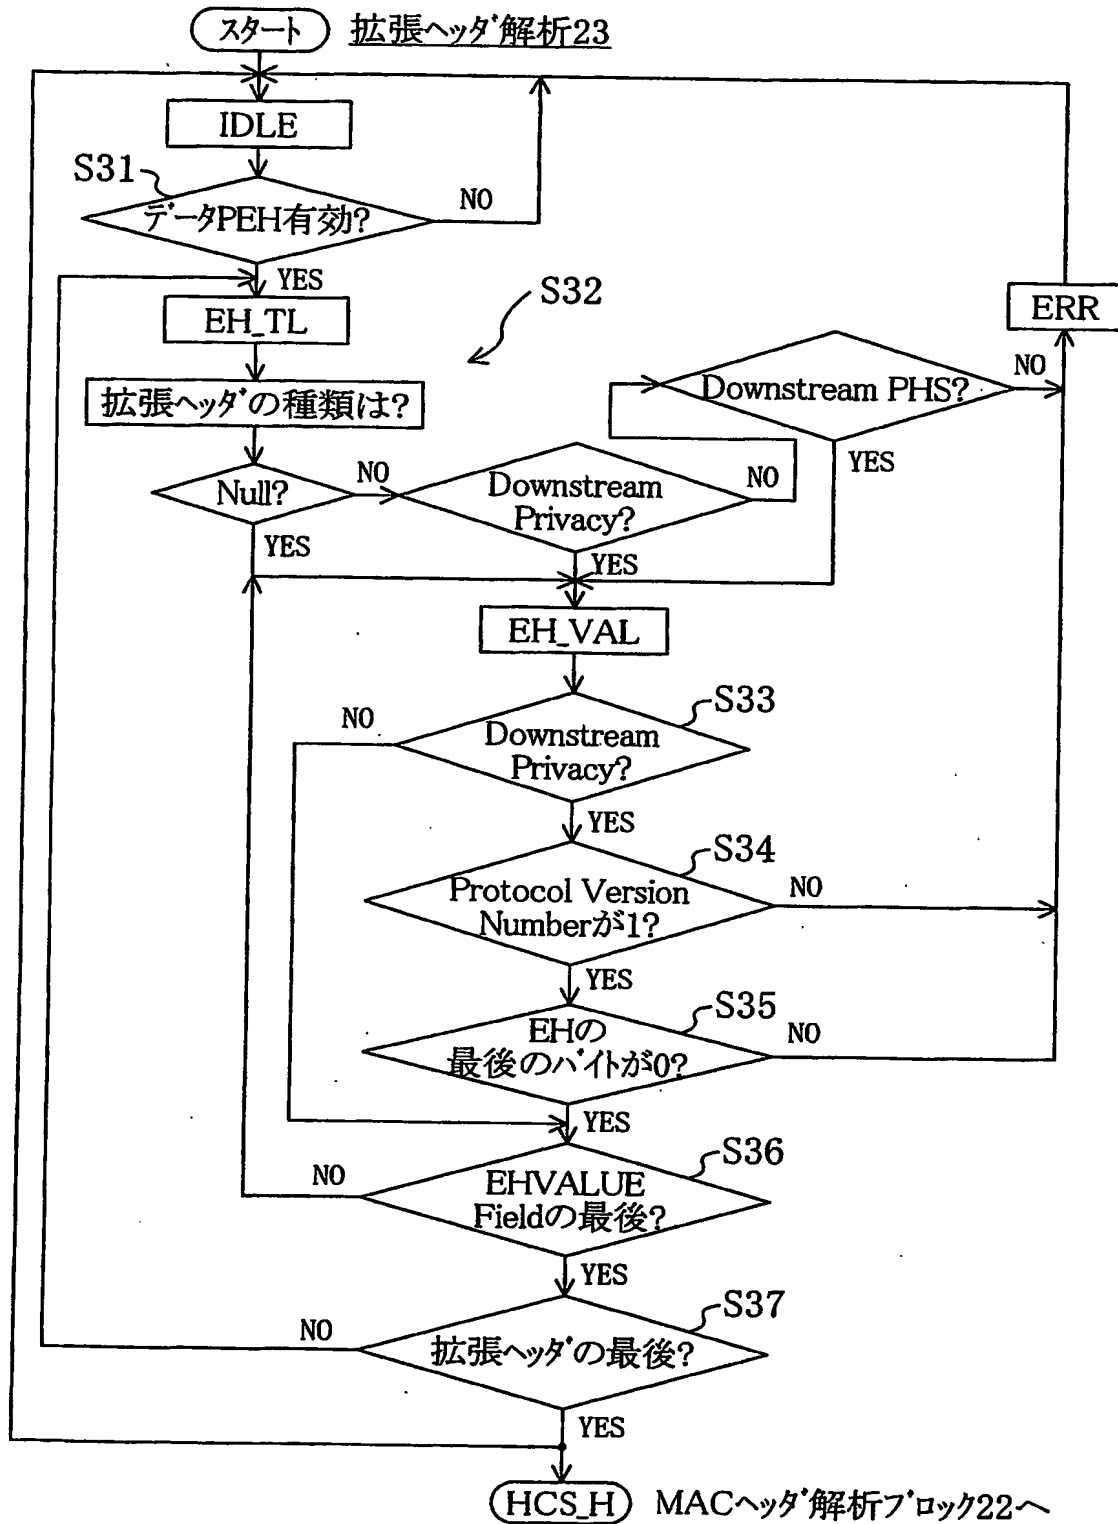 スタート 拡張ヘッダ解析23
IDLE
S31
データPEH有効?
NO
YES
S32
EH_TL
ERR
拡張ヘッダの種類は?
Downstream PHS?
NO
YES
Null?
NO
YES
Downstream
Privacy?
NO
YES
EH_VAL
S33
NO
Downstream
Privacy?
YES
S34
Protocol Version
Numberが1?
NO
YES
S35
EHの
最後のバイトが0?
NO
YES
S36
NO
EHVALUE
Fieldの最後?
YES
S37
NO
拡張ヘッダの最後?
YES
HCS_H MACヘッダ解析ブロック22へ